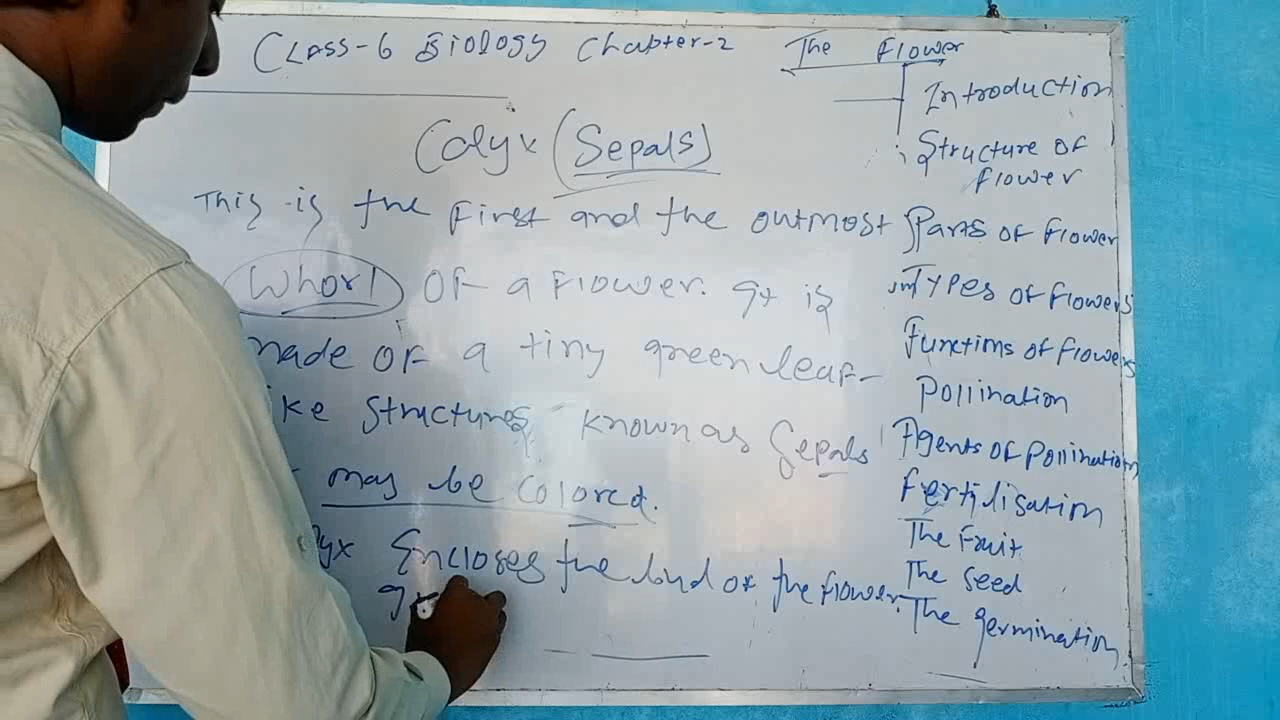 Class-6 Biology Chapter-2 The Flower
Calyx (Sepals)
This is the first and the outmost
Whorl of a flower. It is
made of a tiny green leaf-
ike structures known as Sepals
may be colored.
lyx Encloses the bud of the flower.
It
Introduction
Structure of
flower
Parts of flower
Types of flowers
Functions of flowers
Pollination
Agents of pollination
Fertilisation
The Fruit
The seed
The germination